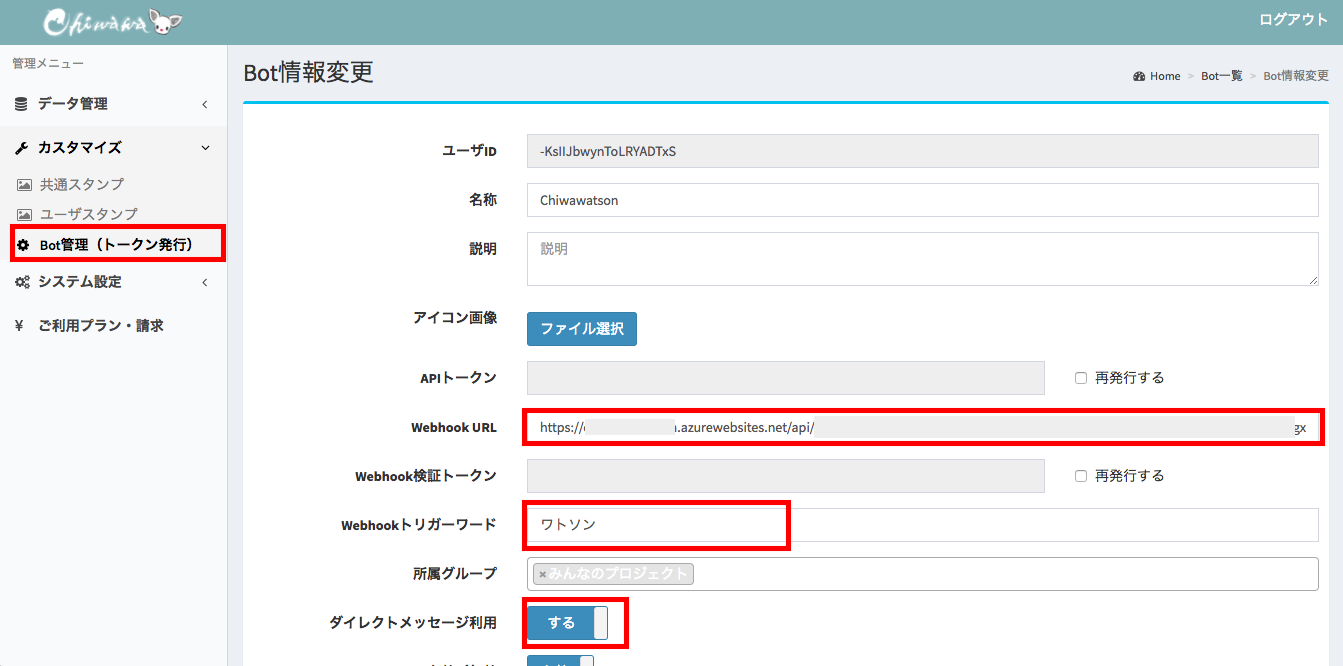 Chiwawa
ログアウト
管理メニュー
データ管理
カスタマイズ
共通スタンプ
ユーザスタンプ
Bot管理（トークン発行）
システム設定
¥ ご利用プラン・請求
Bot情報変更
Home > Bot一覧 > Bot情報変更
ユーザID -KsIIJbwynToLRYADTxS
名称 Chiwawatson
説明 説明
アイコン画像 ファイル選択
APIトークン 再発行する
Webhook URL https:// .azurewebsites.net/api/ gx
Webhook検証トークン 再発行する
Webhookトリガーワード ワトソン
所属グループ ×みんなのプロジェクト
ダイレクトメッセージ利用 する